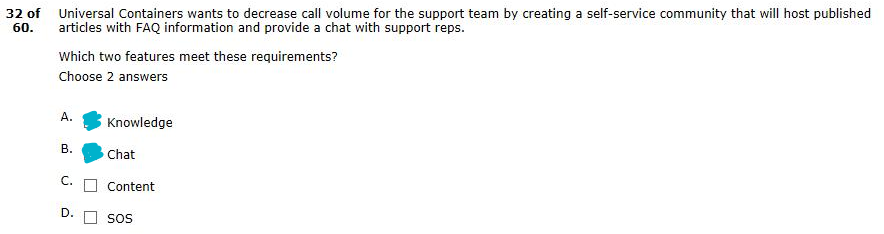 32 of Universal Containers wants to decrease call volume for the support team by creating a self-service community that will host published
60. articles with FAQ information and provide a chat with support reps.
Which two features meet these requirements?
Choose 2 answers
A. Knowledge
B. Chat
C. Content
D. SOS